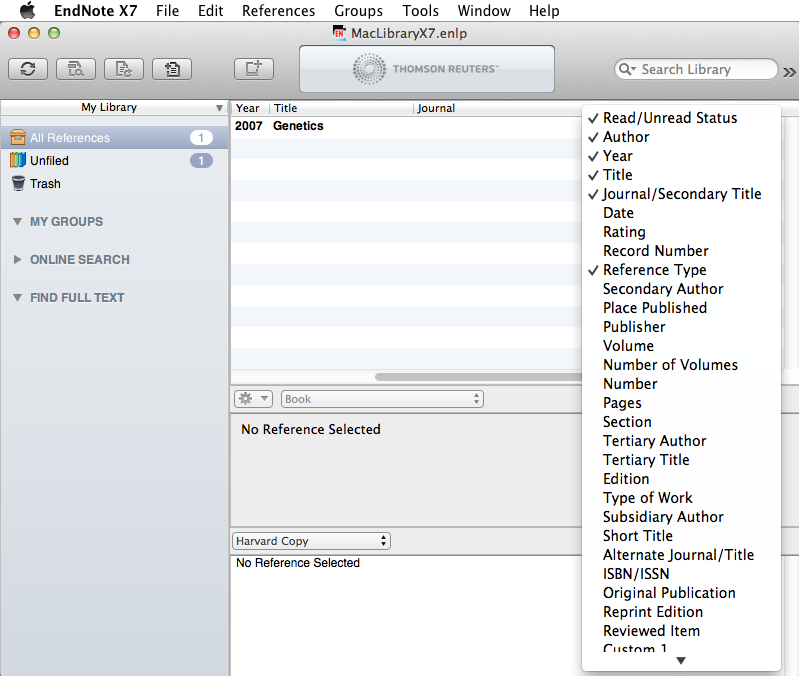 EndNote X7 File Edit References Groups Tools Window Help
MacLibraryX7.enlp
THOMSON REUTERS™
Search Library
My Library
All References 1
Unfiled 1
Trash
MY GROUPS
ONLINE SEARCH
FIND FULL TEXT
Year Title Journal
2007 Genetics
Book
No Reference Selected
Harvard Copy
No Reference Selected
Read/Unread Status
Author
Year
Title
Journal/Secondary Title
Date
Rating
Record Number
Reference Type
Secondary Author
Place Published
Publisher
Volume
Number of Volumes
Number
Pages
Section
Tertiary Author
Tertiary Title
Edition
Type of Work
Subsidiary Author
Short Title
Alternate Journal/Title
ISBN/ISSN
Original Publication
Reprint Edition
Reviewed Item
Custom 1